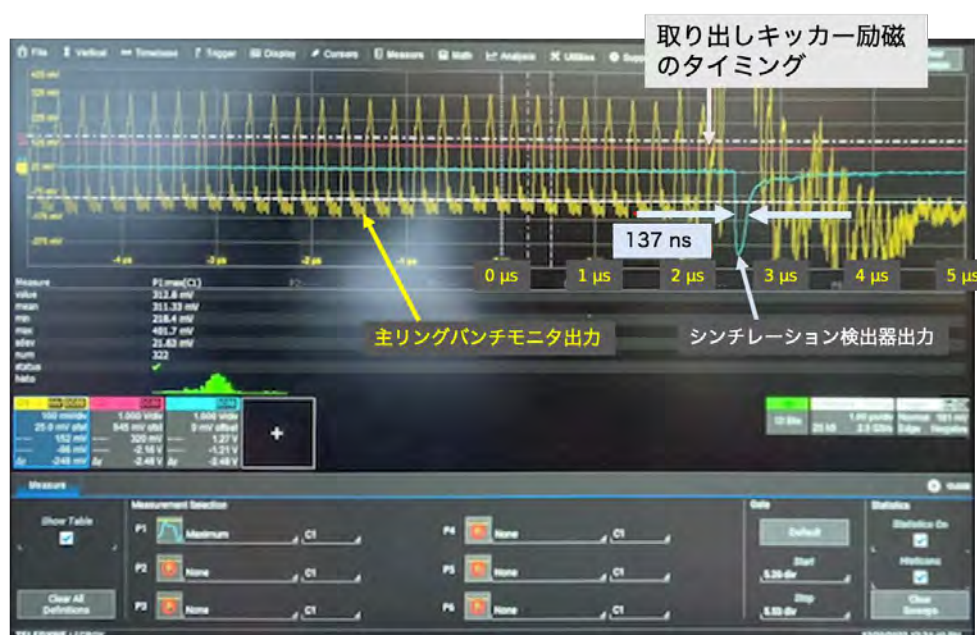 取り出しキッカー励磁
のタイミング
File Vertical Timebase Trigger Display Cursors Measure Math Analysis Utilities
137 ns
0 µs 1 µs 2 µs 3 µs 4 µs 5 µs
主リングバンチモニタ出力
シンチレーション検出器出力
Measure P1:max(C1)
value 312.8 mV
mean 311.33 mV
min 218.4 mV
max 401.7 mV
sdev 21.63 mV
num 322
status
histo
+
Measure
Show Table
Clear All
Definitions
Measurement Selection
P1 Maximum C1
P2 None C1
P3 None C1
P4 None C1
P5 None C1
P6 None C1
Gate
Default
Start
Stop
Statistics
Statistics On
Histicons
Clear
Sweeps